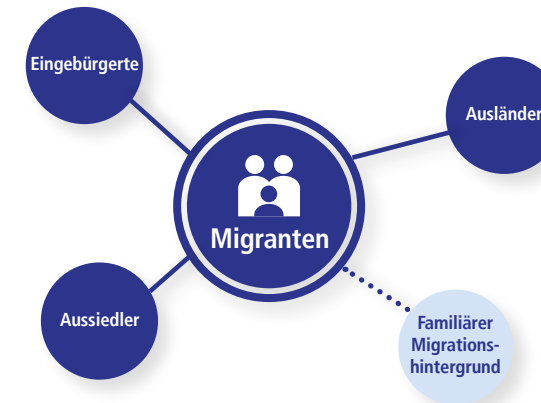 Eingebürgerte
Ausländer
Migranten
Aussiedler
Familiärer
Migrations-
hintergrund